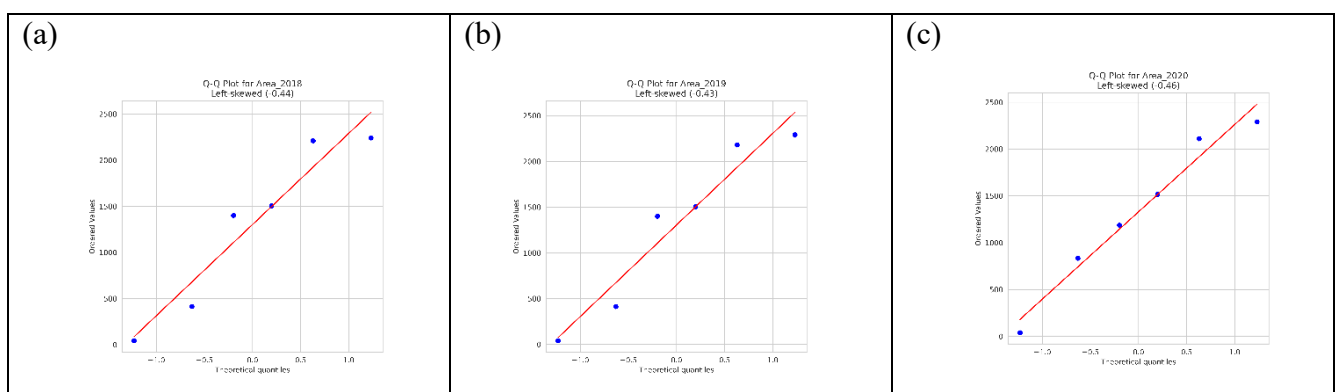 (a)
Q-Q Plot for Area_2018
Left-skewed (-0.44)
2500
2000
1500
1000
500
0
Ordered Values
−1.0 −0.5 0.0 0.5 1.0
Theoretical quantiles
(b)
Q-Q Plot for Area_2019
Left-skewed (-0.43)
2500
2000
1500
1000
500
0
Ordered Values
−1.0 −0.5 0.0 0.5 1.0
Theoretical quantiles
(c)
Q-Q Plot for Area_2020
Left-skewed (-0.46)
2500
2000
1500
1000
500
0
Ordered Values
−1.0 −0.5 0.0 0.5 1.0
Theoretical quantiles